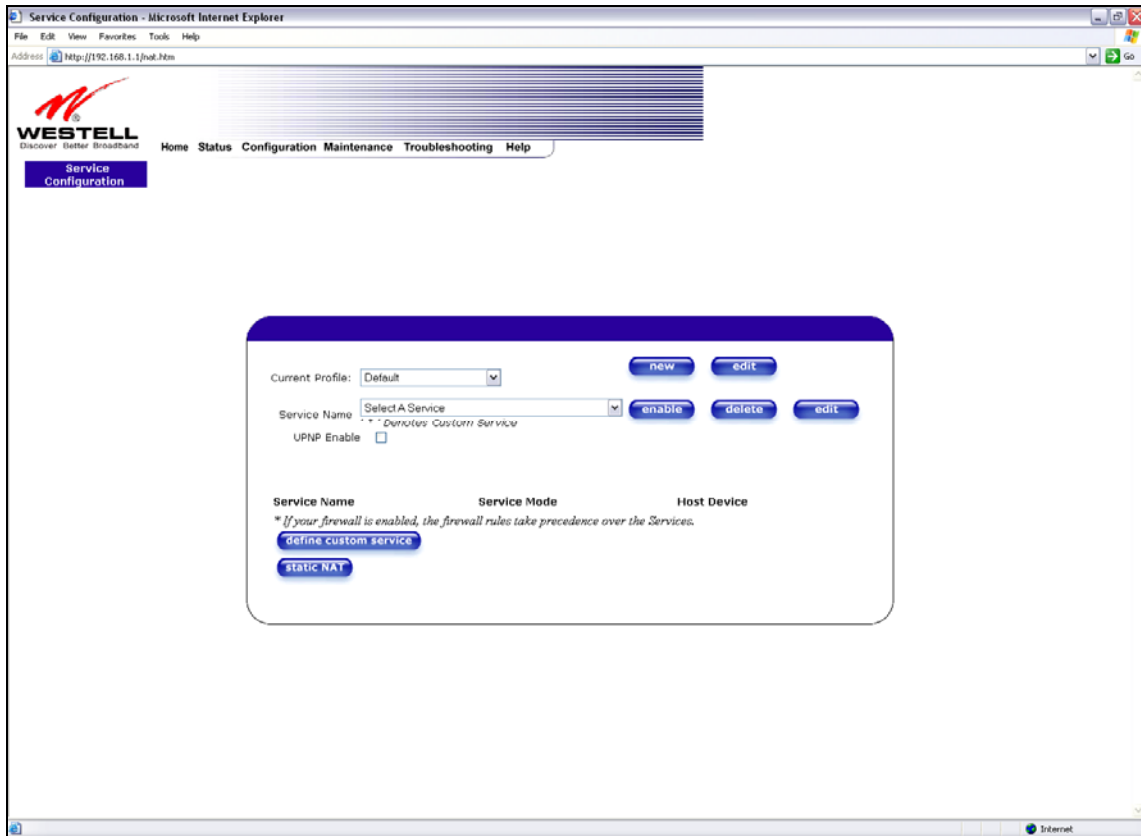 Service Configuration - Microsoft Internet Explorer
File Edit View Favorites Tools Help
Address http://192.168.1.1/nat.htm Go
WESTELL
Discover Better Broadband
Home Status Configuration Maintenance Troubleshooting Help
Service
Configuration
new edit
Current Profile: Default
Service Name Select A Service enable delete edit
" * " Denotes Custom Service
UPNP Enable
Service Name Service Mode Host Device
* If your firewall is enabled, the firewall rules take precedence over the Services.
define custom service
static NAT
Internet